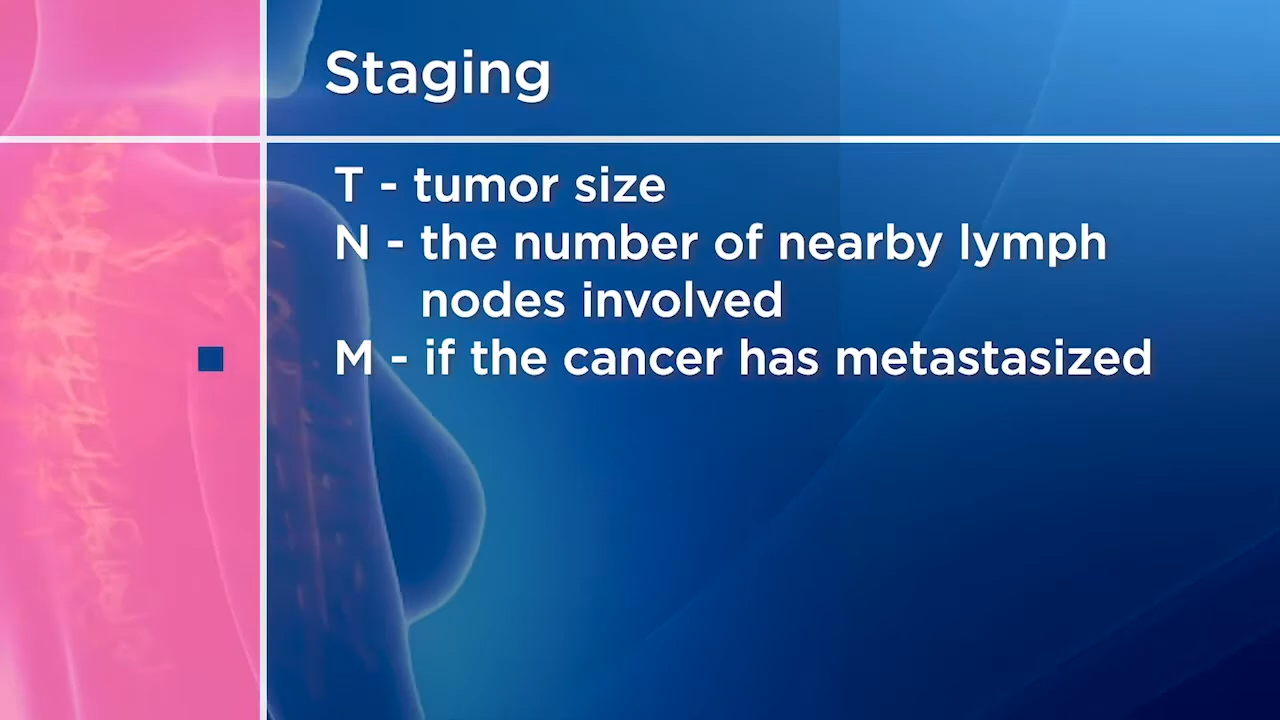 Staging
T - tumor size
N - the number of nearby lymph
nodes involved
M - if the cancer has metastasized